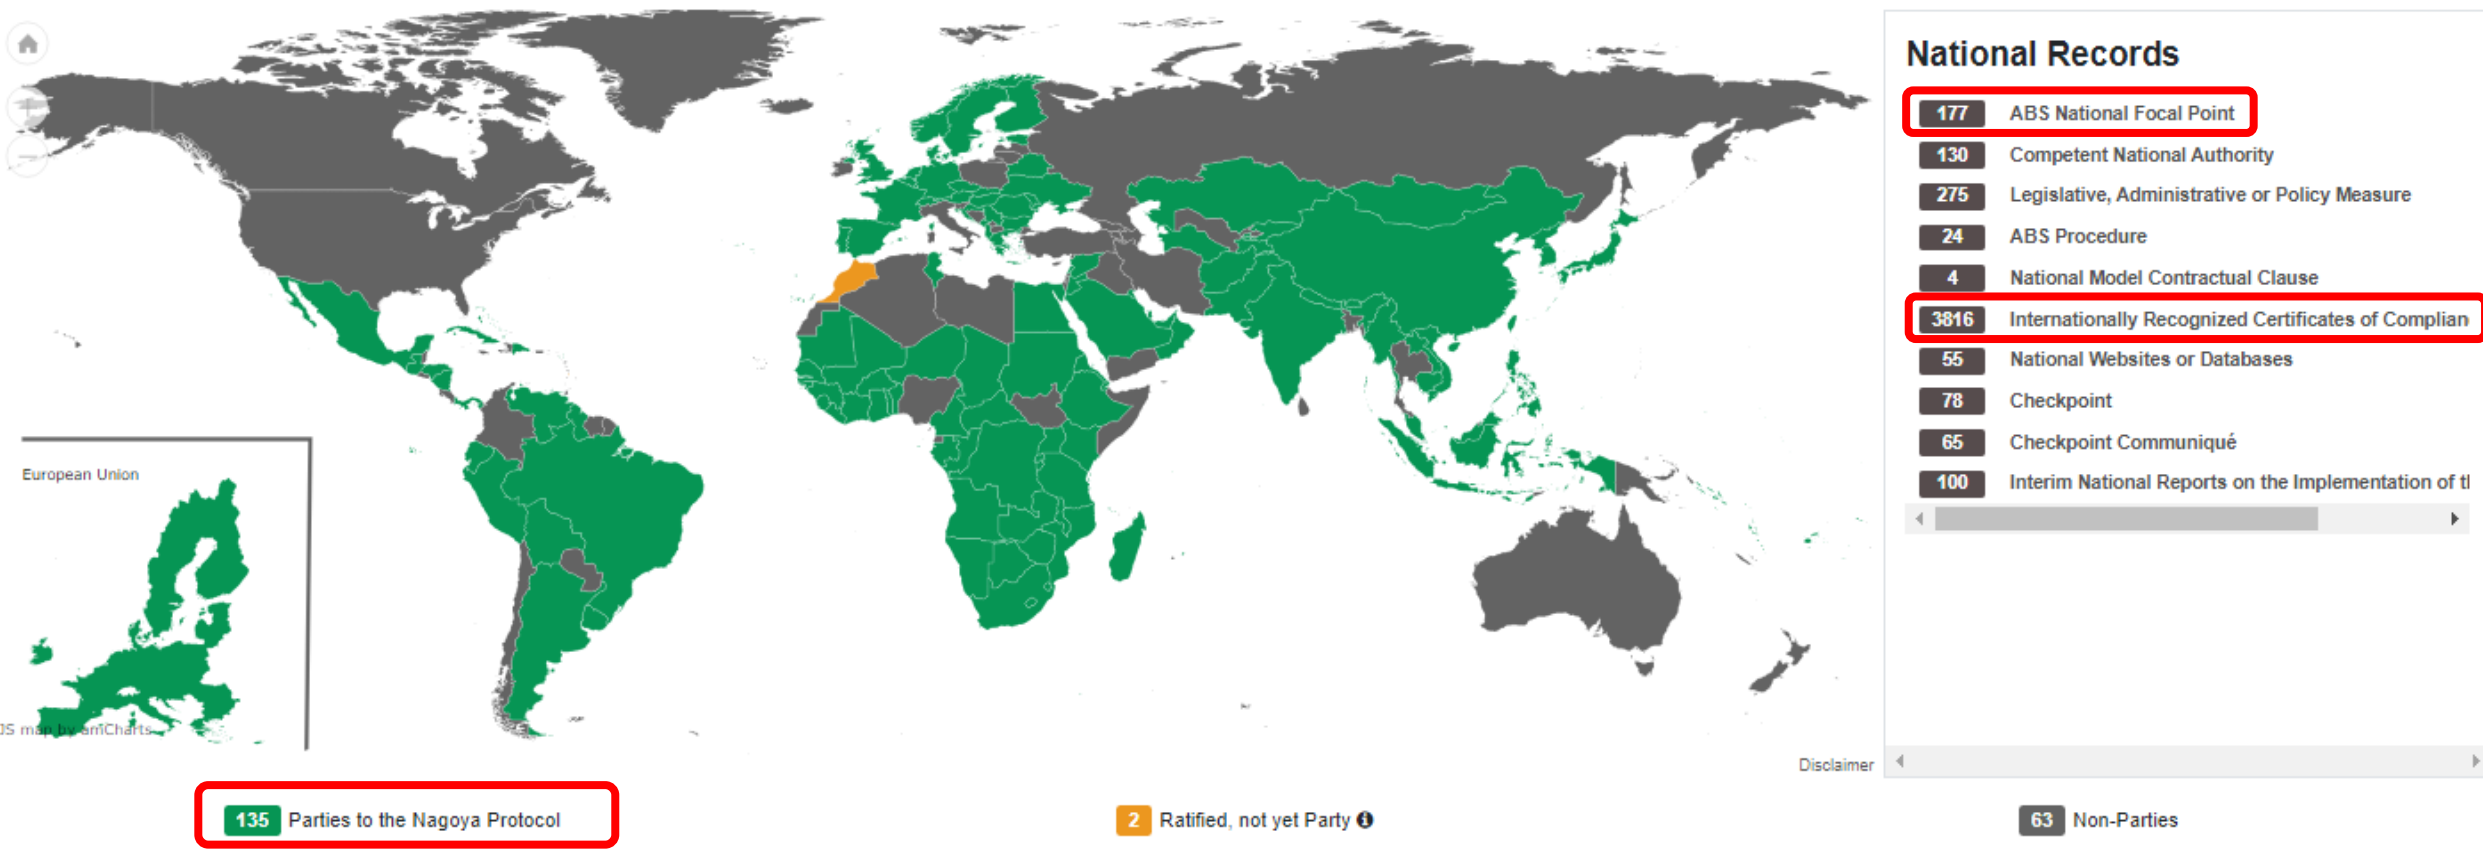 National Records
177 ABS National Focal Point
130 Competent National Authority
275 Legislative, Administrative or Policy Measure
24 ABS Procedure
4 National Model Contractual Clause
3816 Internationally Recognized Certificates of Complian
55 National Websites or Databases
78 Checkpoint
65 Checkpoint Communiqué
100 Interim National Reports on the Implementation of tl
European Union
JS map by amCharts
Disclaimer
135 Parties to the Nagoya Protocol
2 Ratified, not yet Party
63 Non-Parties